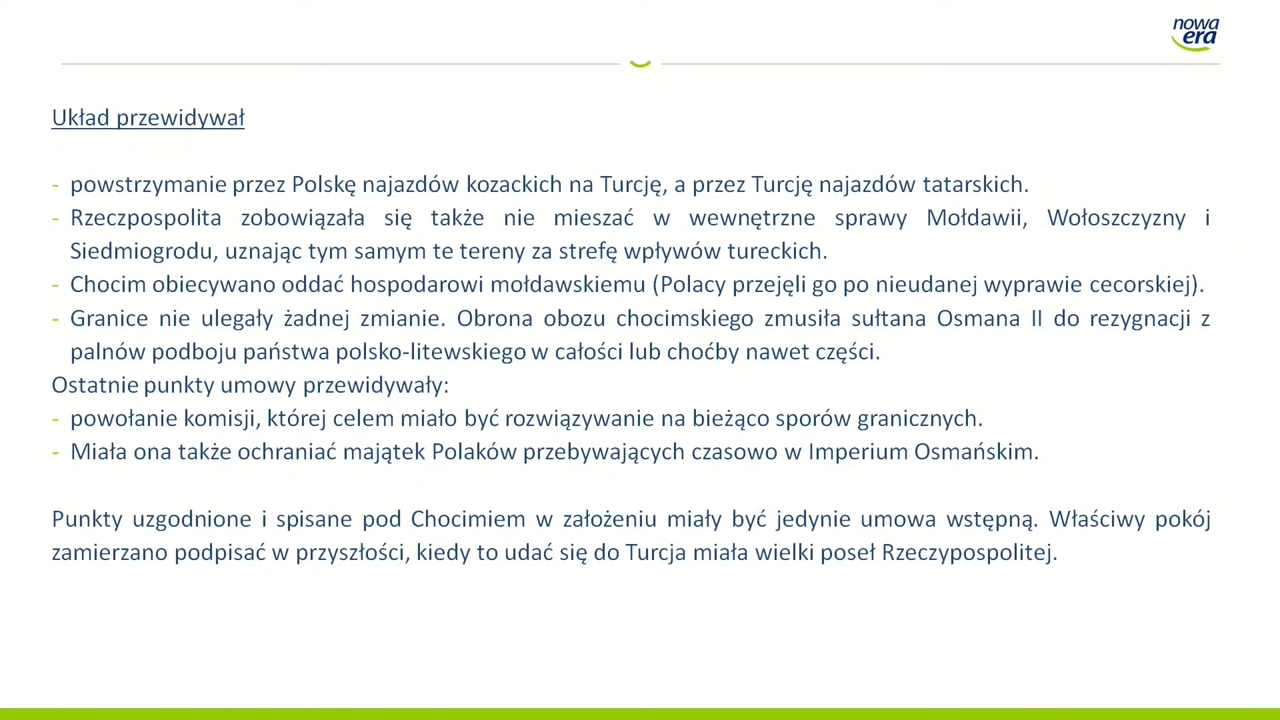 nowa
era
Układ przewidywał
- powstrzymanie przez Polskę najazdów kozackich na Turcję, a przez Turcję najazdów tatarskich.
- Rzeczpospolita zobowiązała się także nie mieszać w wewnętrzne sprawy Mołdawii, Wołoszczyzny i
Siedmiogrodu, uznając tym samym te tereny za strefę wpływów tureckich.
- Chocim obiecywano oddać hospodarowi mołdawskiemu (Polacy przejęli go po nieudanej wyprawie cecorskiej).
- Granice nie ulegały żadnej zmianie. Obrona obozu chocimskiego zmusiła sułtana Osmana II do rezygnacji z
palnów podboju państwa polsko-litewskiego w całości lub choćby nawet części.
Ostatnie punkty umowy przewidywały:
- powołanie komisji, której celem miało być rozwiązywanie na bieżąco sporów granicznych.
- Miała ona także ochraniać majątek Polaków przebywających czasowo w Imperium Osmańskim.
Punkty uzgodnione i spisane pod Chocimiem w założeniu miały być jedynie umowa wstępną. Właściwy pokój
zamierzano podpisać w przyszłości, kiedy to udać się do Turcja miała wielki poseł Rzeczypospolitej.